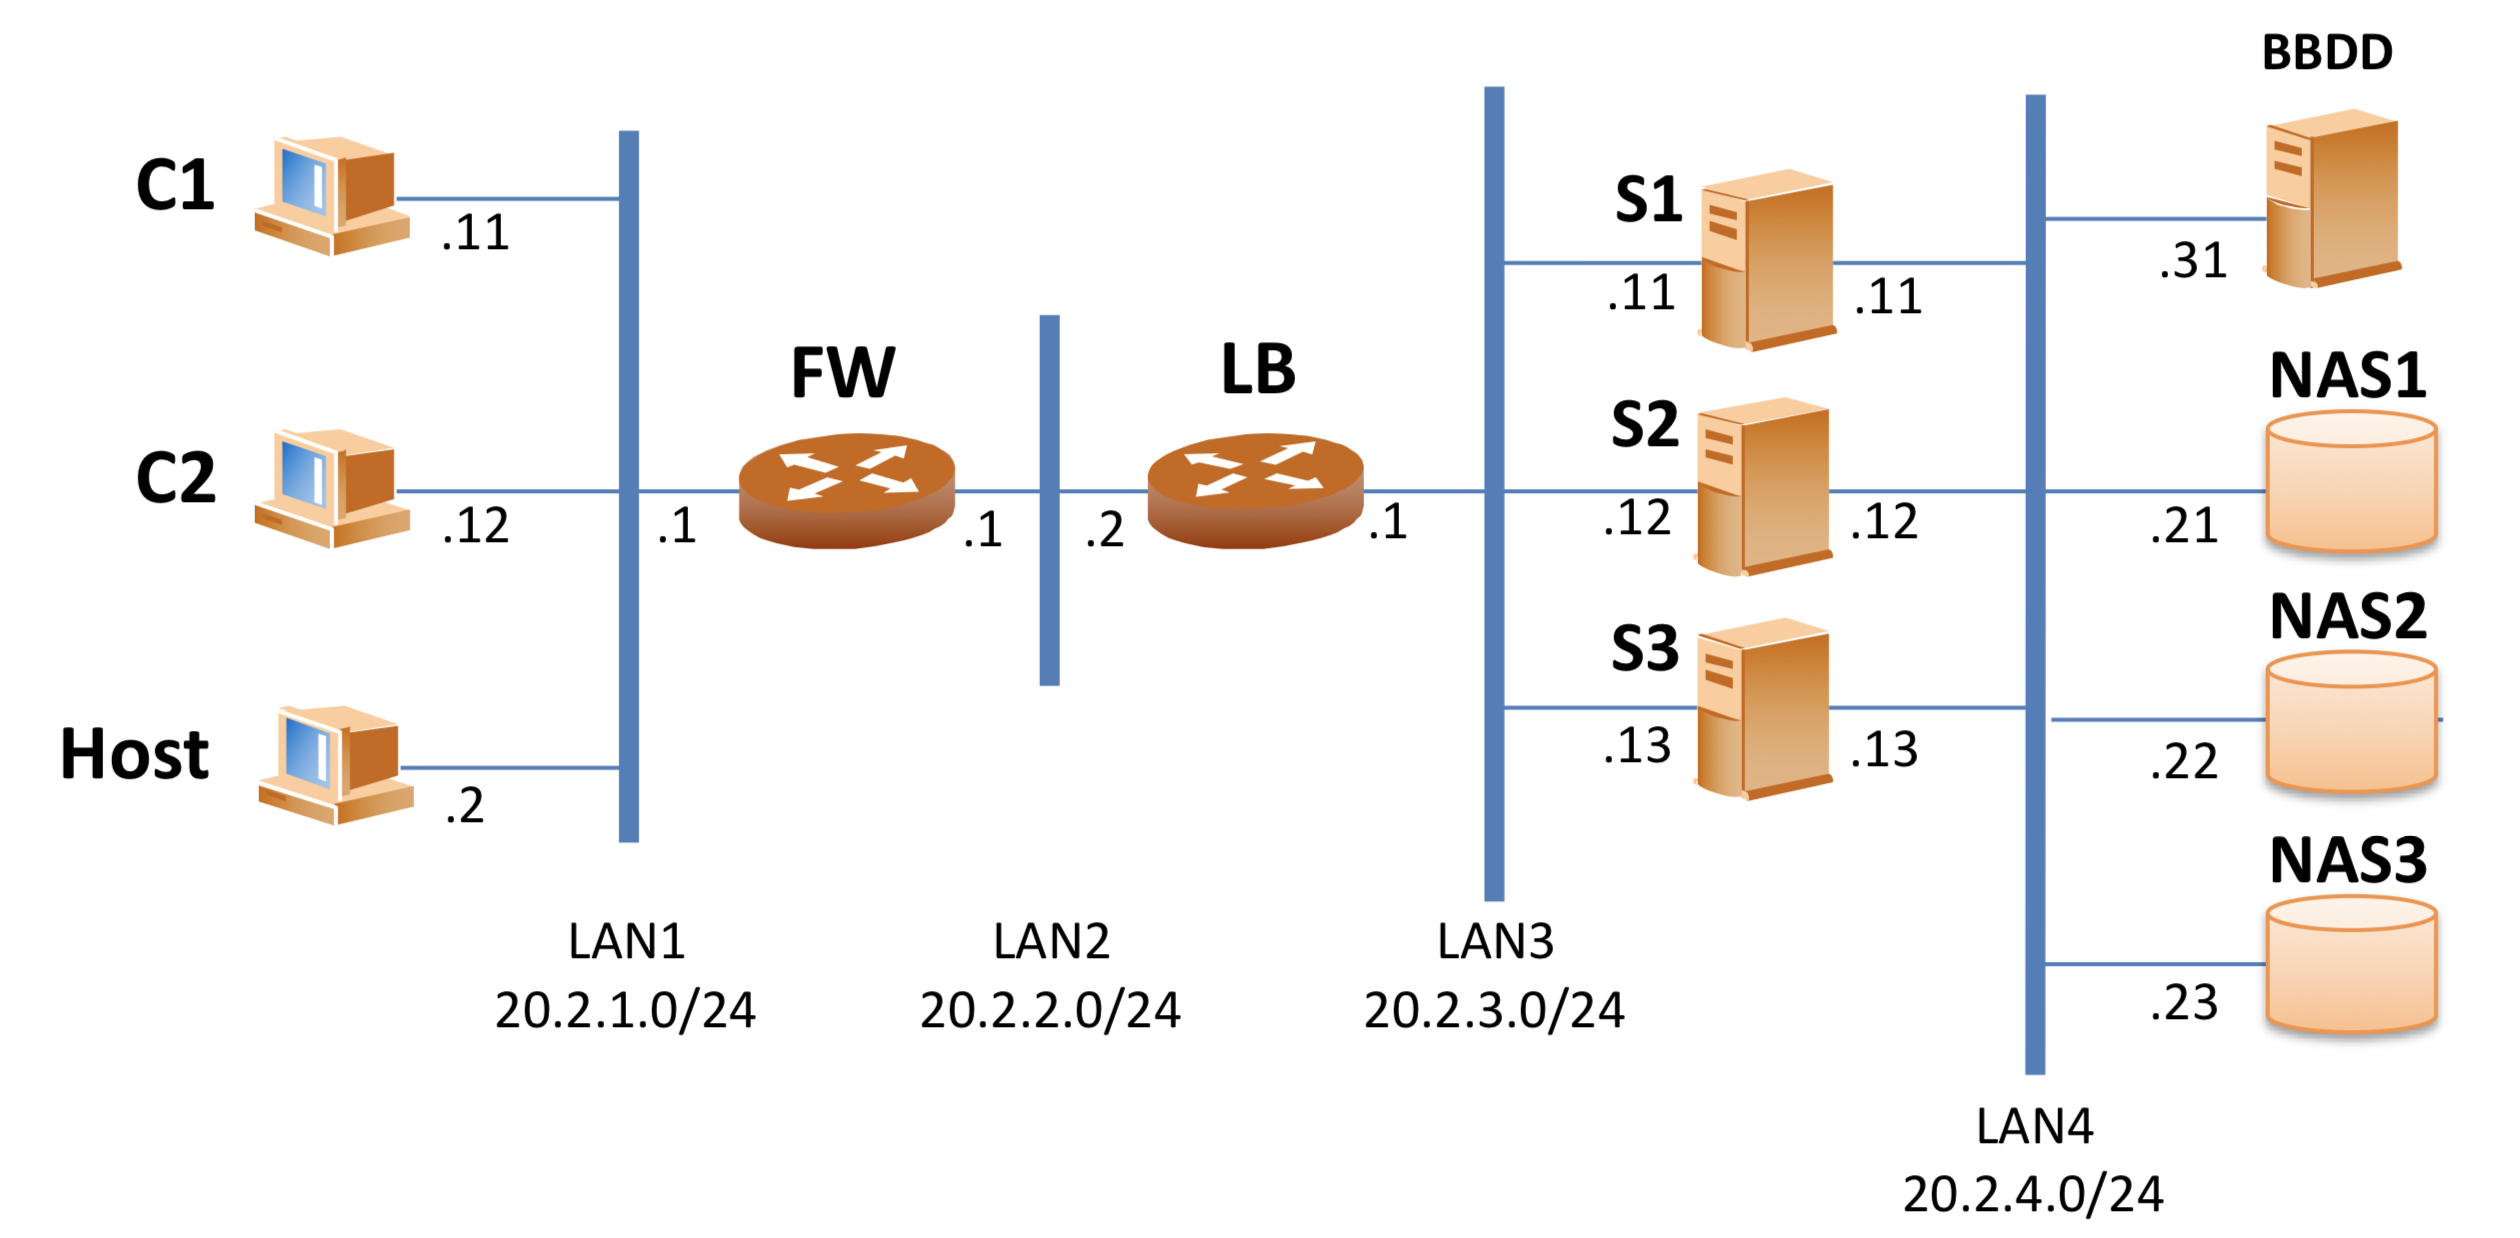 BBDD
C1
.11
S1
.11
.11
.31
FW
LB
NAS1
C2
.12
.1
.1
.2
.1
S2
.12
.12
.21
NAS2
S3
.13
.13
.22
Host
.2
NAS3
.23
LAN1
20.2.1.0/24
LAN2
20.2.2.0/24
LAN3
20.2.3.0/24
LAN4
20.2.4.0/24